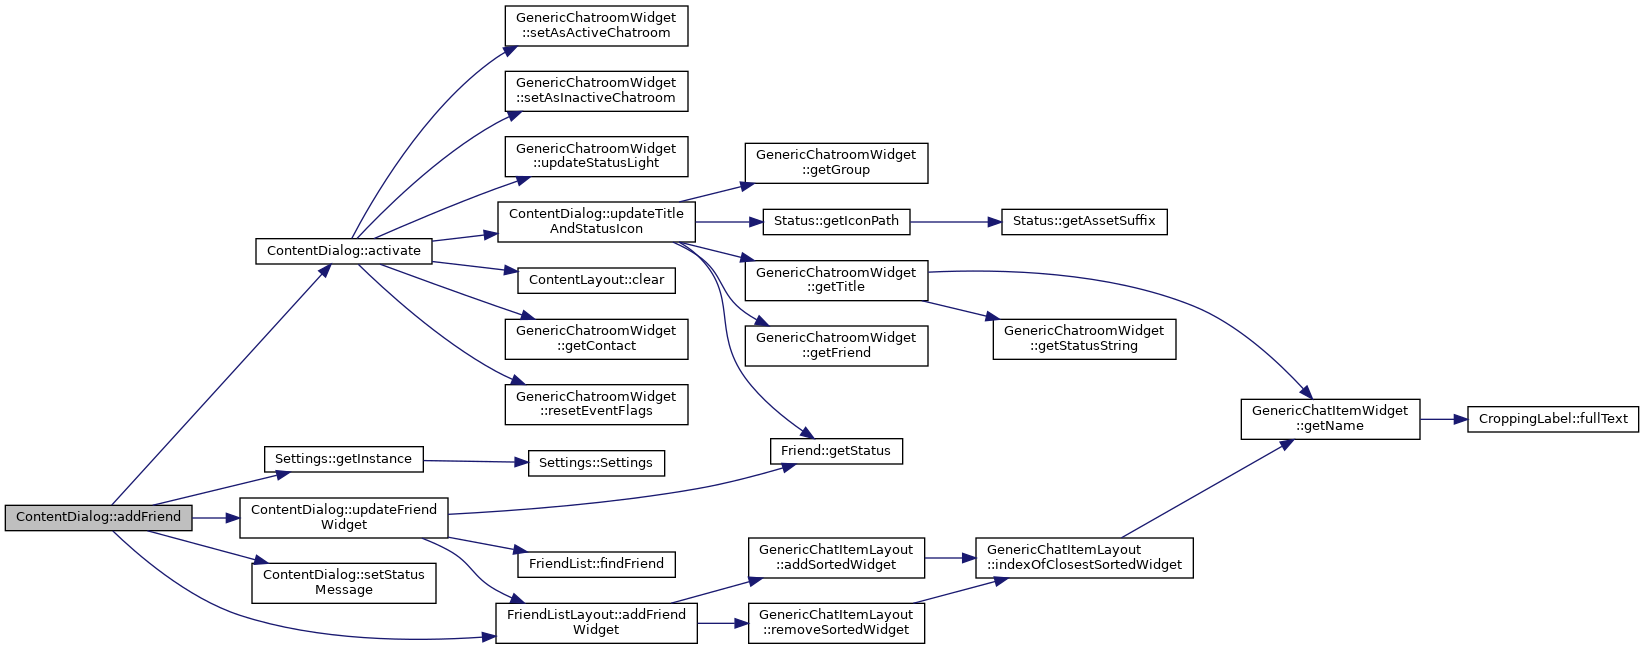 GenericChatroomWidget
::setAsActiveChatroom
GenericChatroomWidget
::setAsInactiveChatroom
GenericChatroomWidget
::updateStatusLight
GenericChatroomWidget
::getGroup
ContentDialog::updateTitle
AndStatusIcon
Status::getIconPath
Status::getAssetSuffix
ContentDialog::activate
ContentLayout::clear
GenericChatroomWidget
::getTitle
GenericChatroomWidget
::getContact
GenericChatroomWidget
::getFriend
GenericChatroomWidget
::getStatusString
GenericChatroomWidget
::resetEventFlags
GenericChatItemWidget
::getName
CroppingLabel::fullText
Friend::getStatus
Settings::getInstance
Settings::Settings
ContentDialog::addFriend
ContentDialog::updateFriend
Widget
FriendList::findFriend
GenericChatItemLayout
::addSortedWidget
GenericChatItemLayout
::indexOfClosestSortedWidget
ContentDialog::setStatus
Message
FriendListLayout::addFriend
Widget
GenericChatItemLayout
::removeSortedWidget